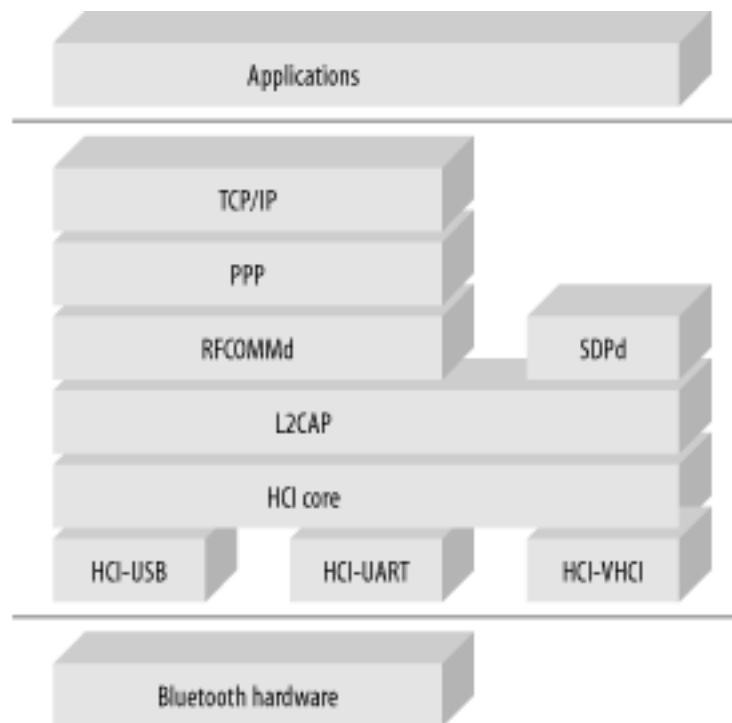 Applications
TCP/IP
PPP
RFCOMMd
SDPd
L2CAP
HCI core
HCI-USB
HCI-UART
HCI-VHCI
Bluetooth hardware